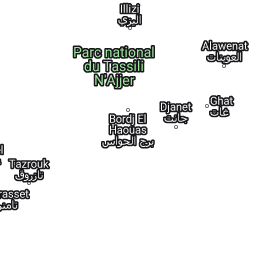 Illizi
اليزي
Parc national
du Tassili
N'Ajjer
Alawenat
العوينات
Djanet
جانت
Ghat
غات
Bordj El
Haouas
برج الحواس
Tazrouk
تازروك